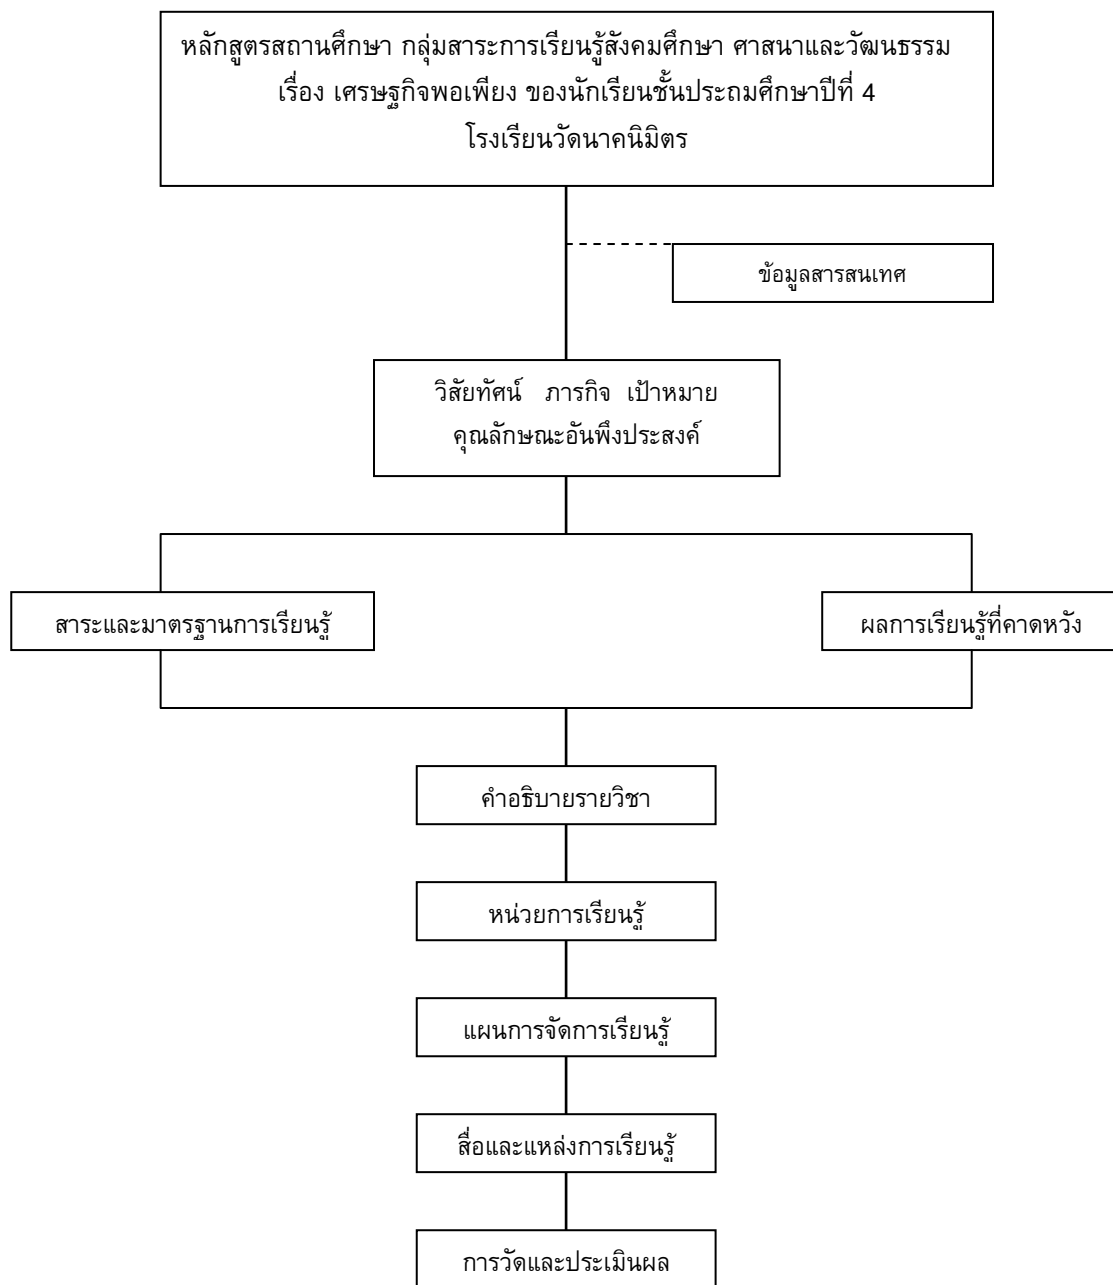 หลักสูตรสถานศึกษา กลุ่มสาระการเรียนรู้สังคมศึกษา ศาสนาและวัฒนธรรม
เรื่อง เศรษฐกิจพอเพียง ของนักเรียนชั้นประถมศึกษาปีที่ 4
โรงเรียนวัดนาคนิมิตร
ข้อมูลสารสนเทศ
วิสัยทัศน์ ภารกิจ เป้าหมาย
คุณลักษณะอันพึงประสงค์
สาระและมาตรฐานการเรียนรู้
ผลการเรียนรู้ที่คาดหวัง
คำอธิบายรายวิชา
หน่วยการเรียนรู้
แผนการจัดการเรียนรู้
สื่อและแหล่งการเรียนรู้
การวัดและประเมินผล